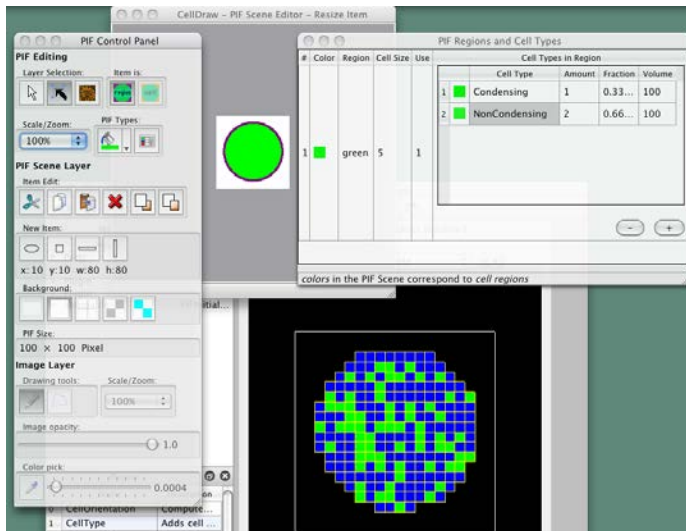 CellDraw – PIF Scene Editor – Resize Item
PIF Control Panel
PIF Editing
Layer Selection:
Item is:
Scale/Zoom:
PIF Types:
100%
PIF Scene Layer
Item Edit:
New Item:
x:10 y:10 w:80 h:80
Background:
PIF Size:
100 × 100 Pixel
Image Layer
Drawing tools:
Scale/Zoom:
100%
Image opacity:
1.0
Color pick:
0.0004
PIF Regions and Cell Types
# Color Region Cell Size Use
Cell Types in Region
Cell Type Amount Fraction Volume
1 Condensing 1 0.33... 100
2 NonCondensing 2 0.66... 100
1 green 5 1
colors in the PIF Scene correspond to cell regions
CellOrientation Compute...
1 CellType Adds cell ...